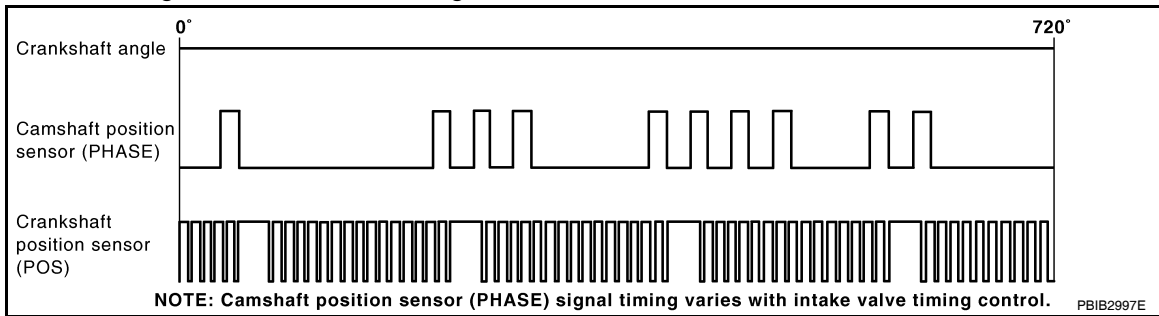 0°
720°
Crankshaft angle
Camshaft position
sensor (PHASE)
Crankshaft
position sensor
(POS)
NOTE: Camshaft position sensor (PHASE) signal timing varies with intake valve timing control.
PBIB2997E